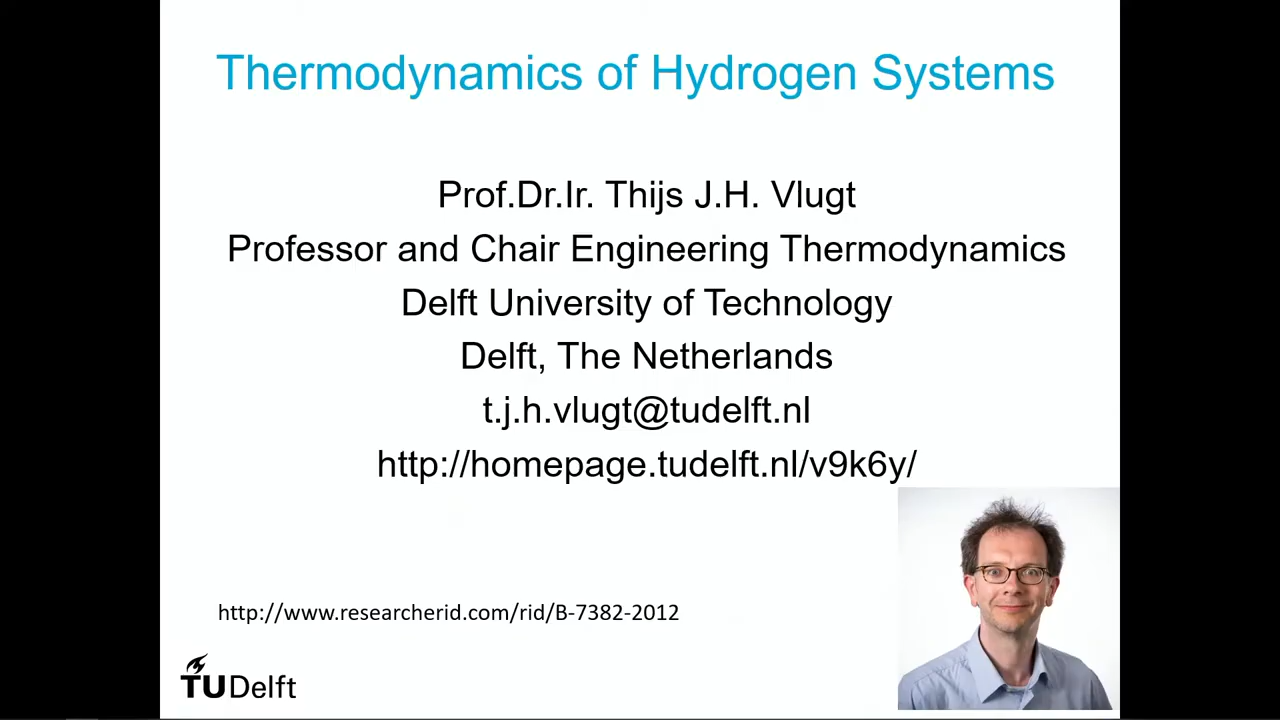 Thermodynamics of Hydrogen Systems
Prof.Dr.Ir. Thijs J.H. Vlugt
Professor and Chair Engineering Thermodynamics
Delft University of Technology
Delft, The Netherlands
t.j.h.vlugt@tudelft.nl
http://homepage.tudelft.nl/v9k6y/
http://www.researcherid.com/rid/B-7382-2012
TUDelft